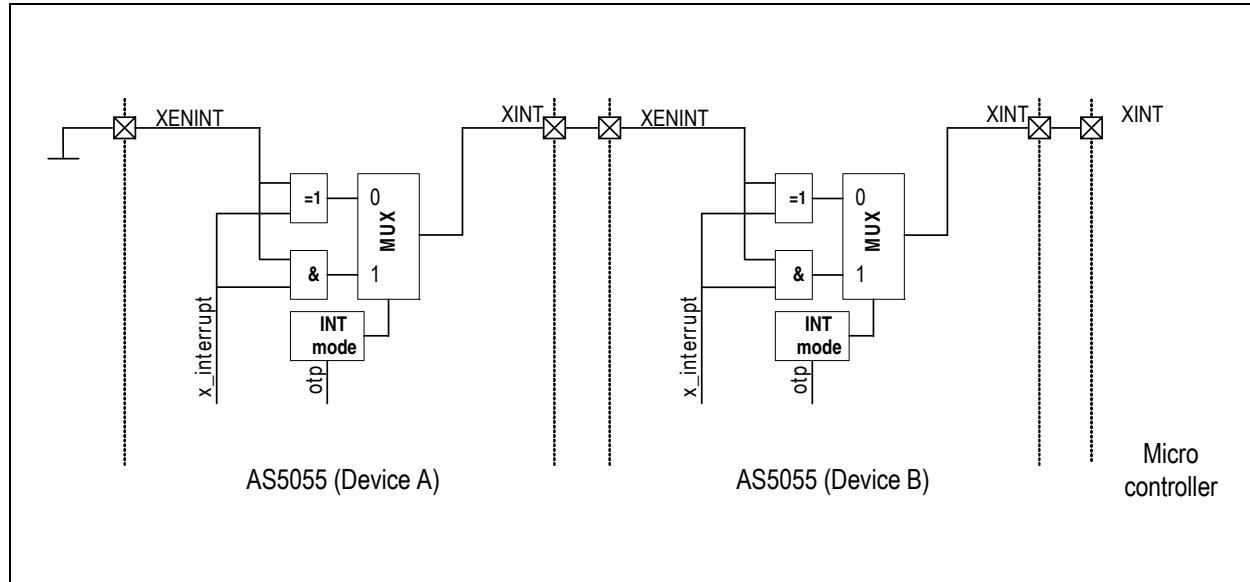 XENINT
XINT
XENINT
XINT
XINT
=1
0
MUX
&
1
INT
mode
x_interrupt
otp
=1
0
MUX
&
1
INT
mode
x_interrupt
otp
AS5055 (Device A)
AS5055 (Device B)
Micro
controller